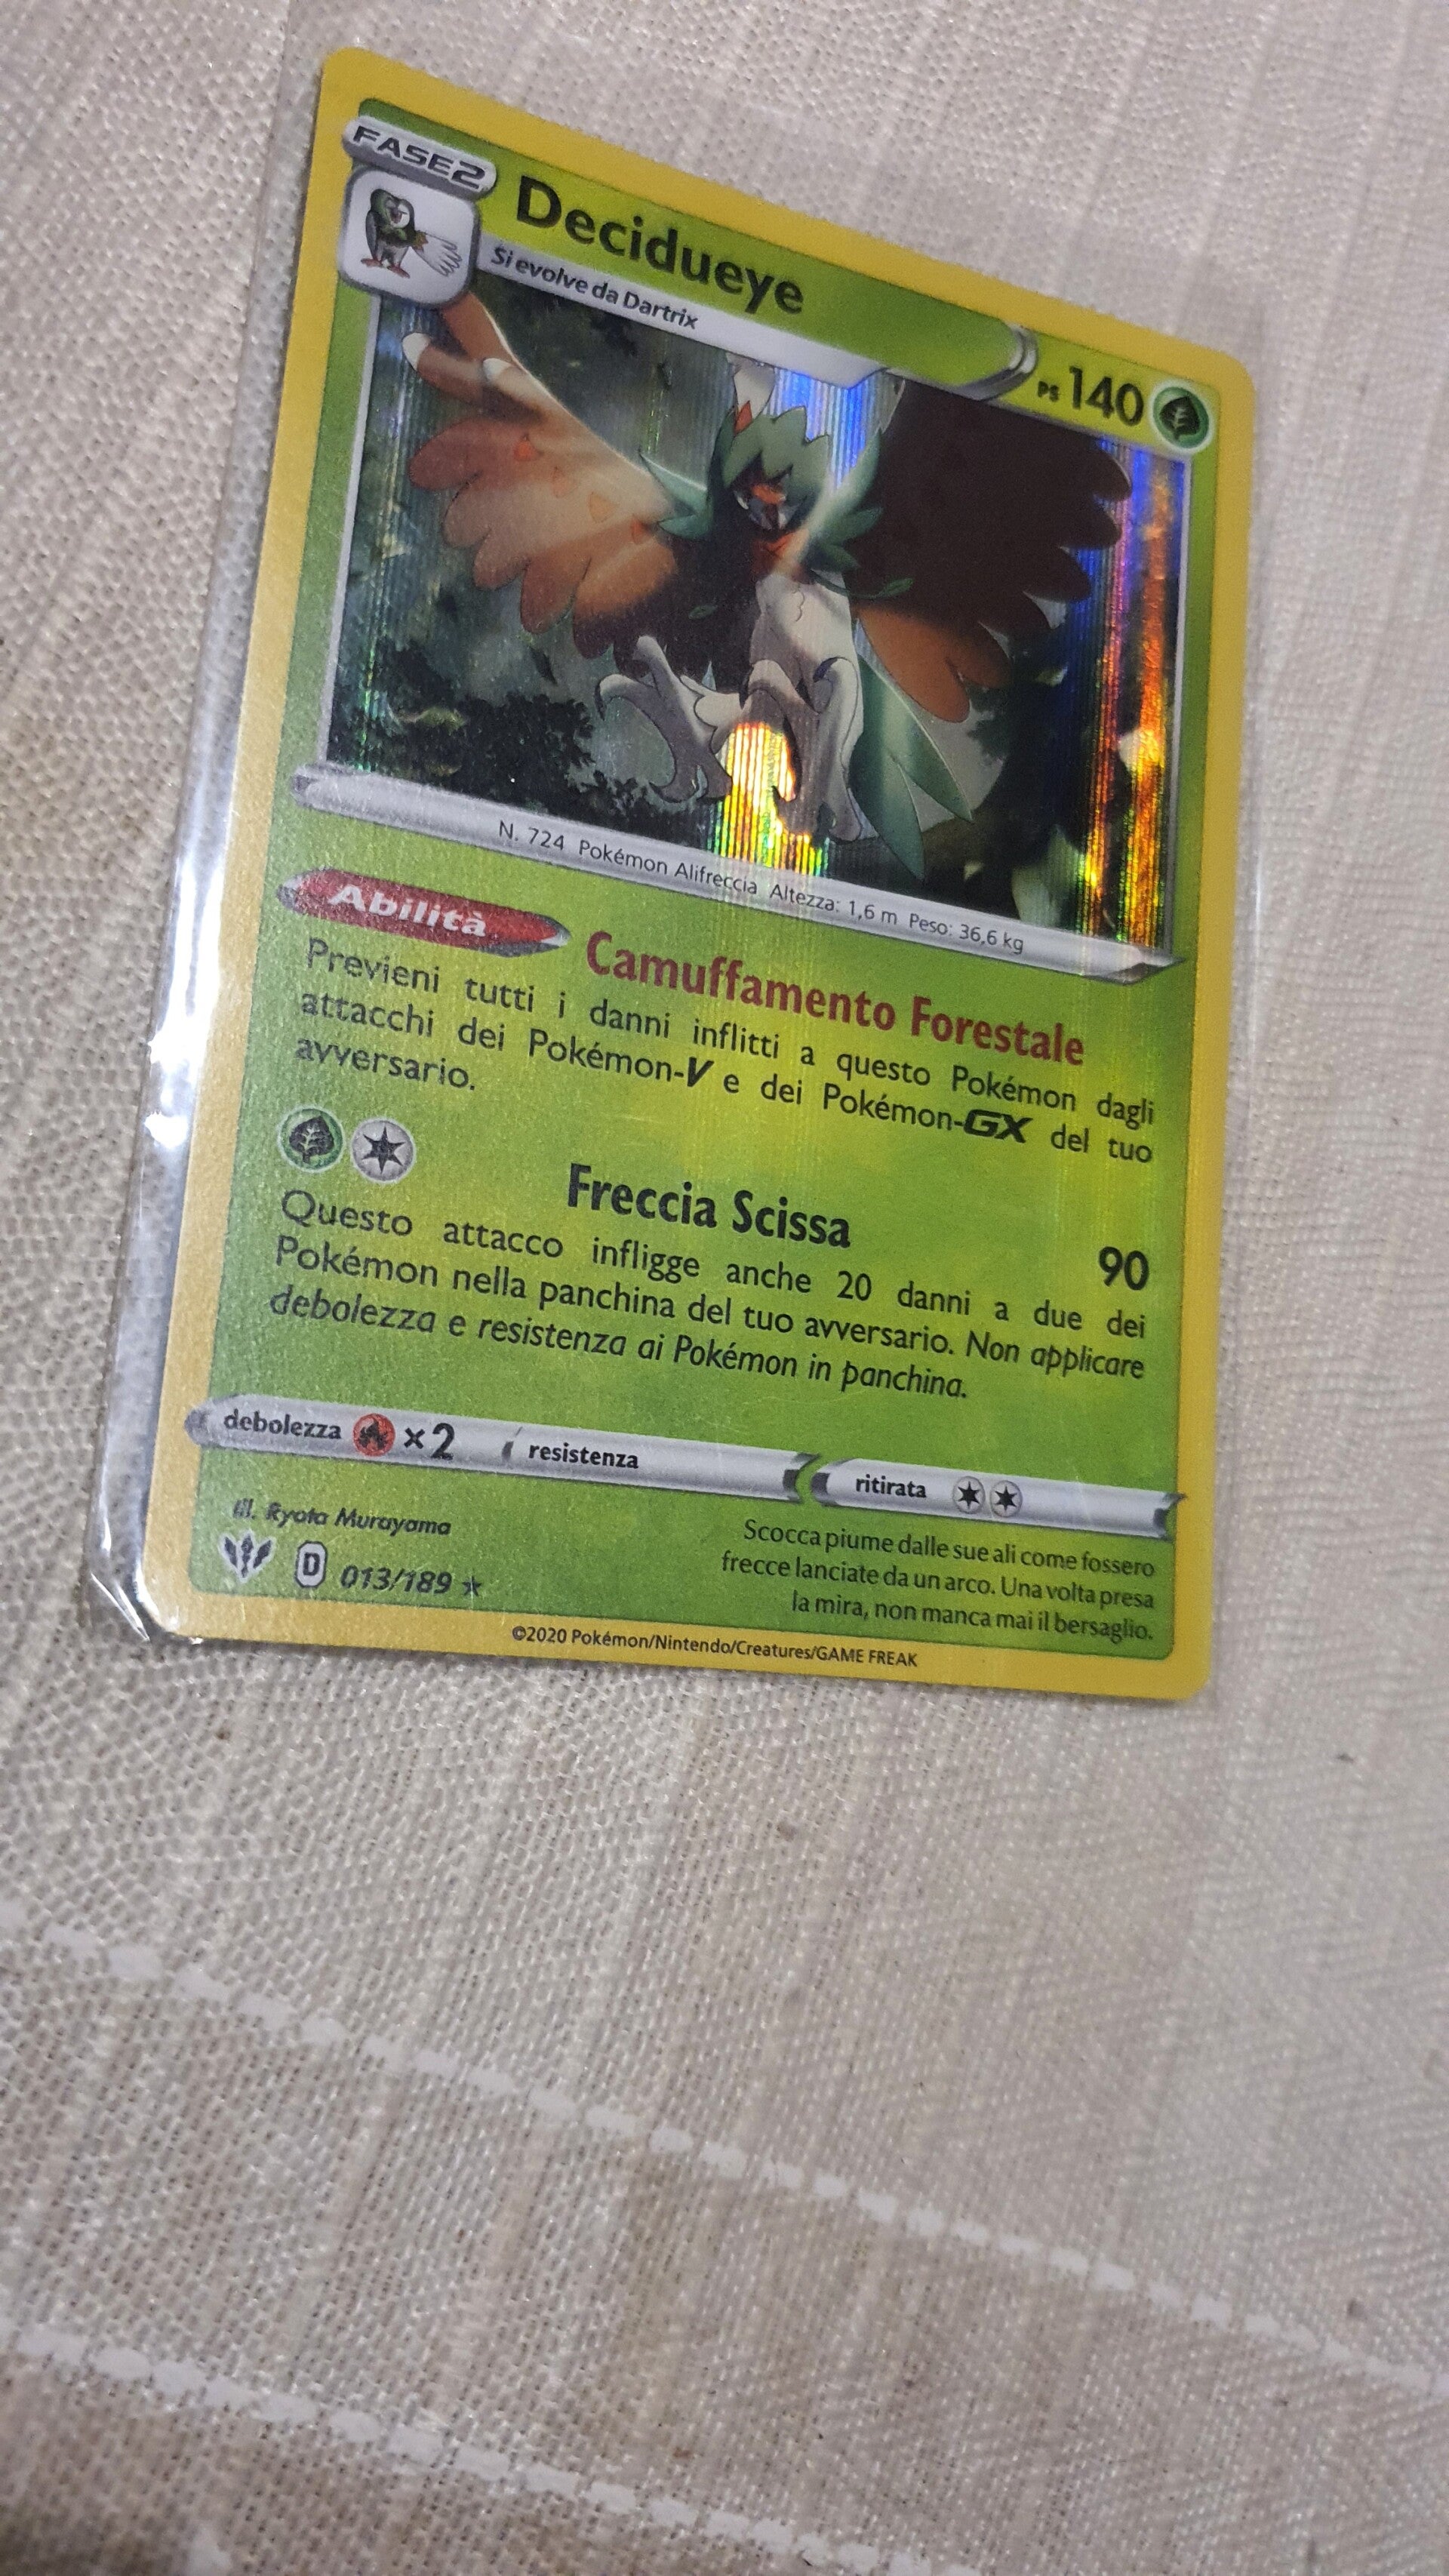 FASE2
Decidueye
PS 140
Si evolve da Dartrix
N. 724 Pokémon Alifreccia Altezza: 1,6 m Peso: 36,6 kg
Abilità Camuffamento Forestale
Previeni tutti i danni inflitti a questo Pokémon dagli
attacchi dei Pokémon-V e dei Pokémon-GX del tuo
avversario.
Freccia Scissa 90
Questo attacco infligge anche 20 danni a due dei
Pokémon nella panchina del tuo avversario. Non applicare
debolezza e resistenza ai Pokémon in panchina.
debolezza ×2 resistenza ritirata
Ill. Ryota Murayama
D 013/189 ★
Scocca piume dalle sue ali come fossero
frecce lanciate da un arco. Una volta presa
la mira, non manca mai il bersaglio.
©2020 Pokémon/Nintendo/Creatures/GAME FREAK